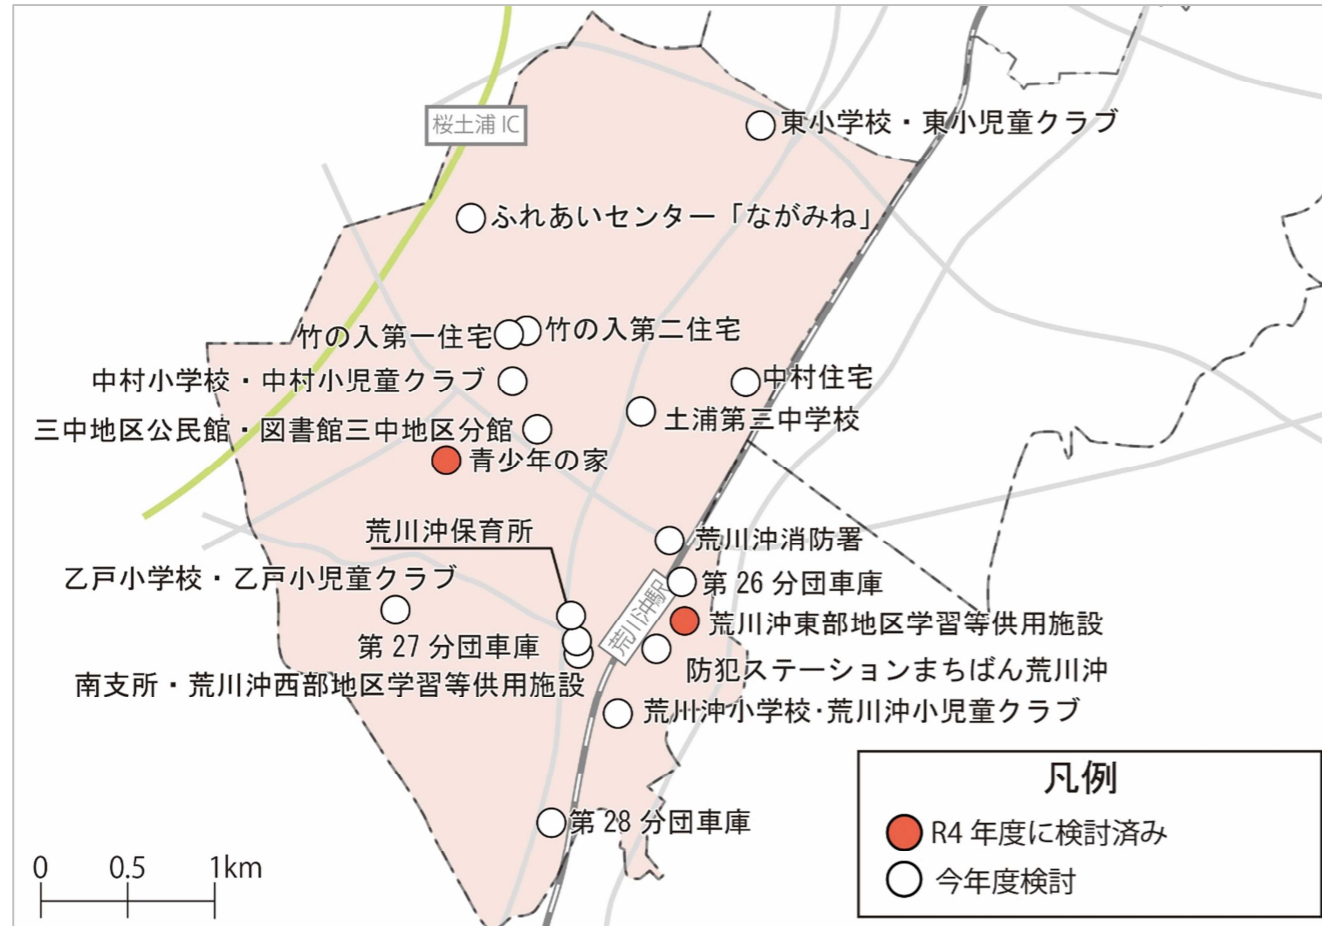 桜土浦 IC
東小学校・東小児童クラブ
ふれあいセンター「ながみね」
竹の入第一住宅
竹の入第二住宅
中村小学校・中村小児童クラブ
中村住宅
土浦第三中学校
三中地区公民館・図書館三中地区分館
青少年の家
荒川沖保育所
荒川沖消防署
乙戸小学校・乙戸小児童クラブ
第 26 分団車庫
荒川沖駅
荒川沖東部地区学習等供用施設
第 27 分団車庫
防犯ステーションまちばん荒川沖
南支所・荒川沖西部地区学習等供用施設
荒川沖小学校･荒川沖小児童クラブ
第 28 分団車庫
凡例
R4 年度に検討済み
今年度検討
0 0.5 1km